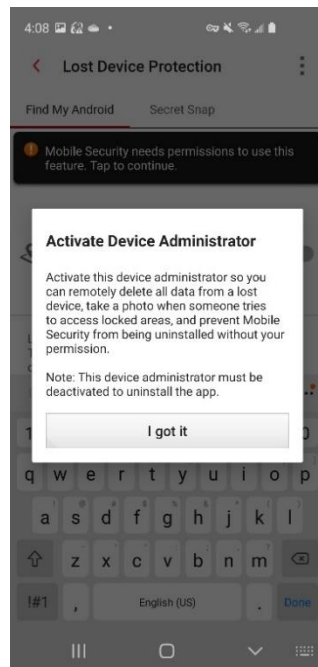 4:08
Lost Device Protection
Find My Android Secret Snap
Mobile Security needs permissions to use this
feature. Tap to continue.
Activate Device Administrator
Activate this device administrator so you
can remotely delete all data from a lost
device, take a photo when someone tries
to access locked areas, and prevent Mobile
Security from being uninstalled without your
permission.
Note: This device administrator must be
deactivated to uninstall the app.
I got it
1 0
q w e r t y u i o p
a s d f g h j k l
z x c v b n m
!#1 , English (US) . Done